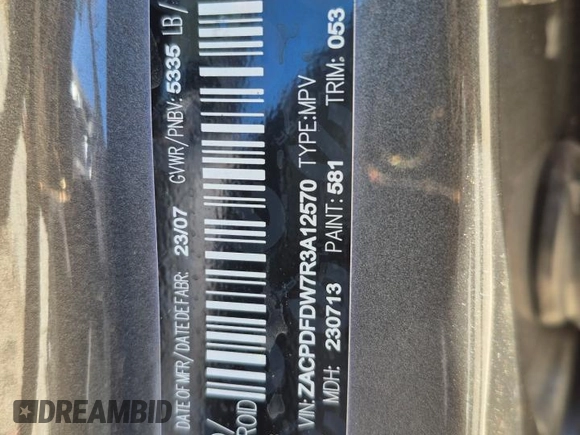 DATE OF MFR/DATE DE FABR: 23/07 GVWR/PNBV: 5335 LB /
ROID
VIN: ZACPDFDW7R3A12570 TYPE: MPV
MDH: 230713 PAINT: 581 TRIM: 053
DREAMBID